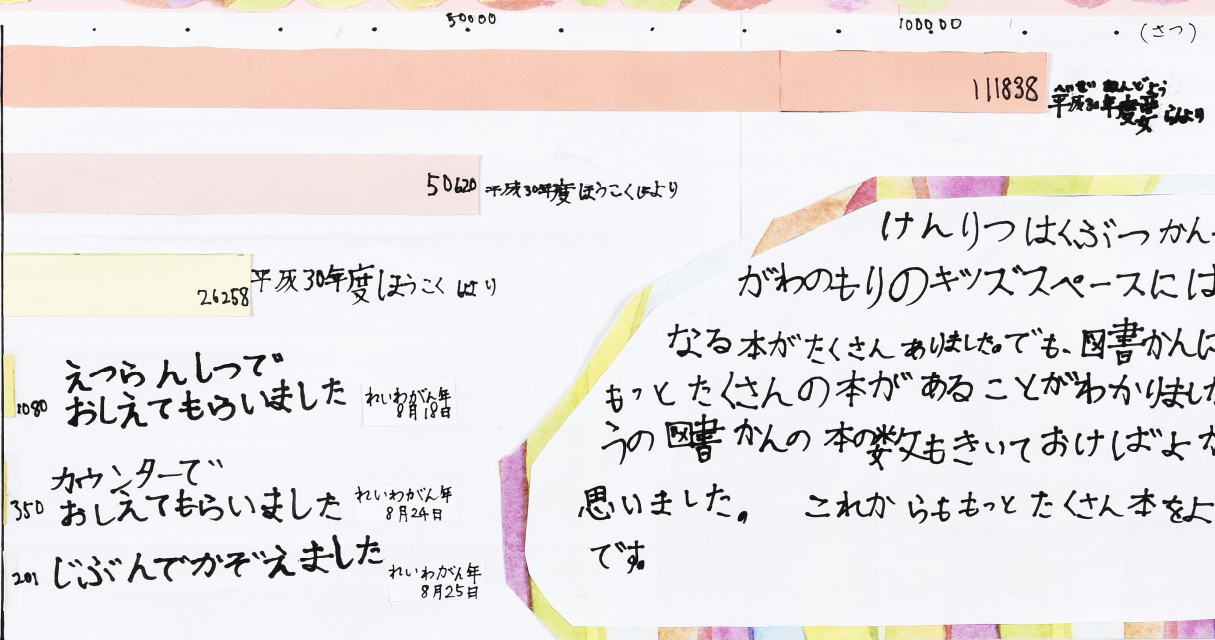 50000
100000
(さつ)
111838
平成30年度要らんより
50620
平成30年度ほうこくしょより
26258
平成30年度ほうこくしょより
えつらんしつで
おしえてもらいました
1080
れいわがん年
8月18日
カウンターで
おしえてもらいました
350
れいわがん年
8月24日
じぶんでかぞえました
201
れいわがん年
8月25日
けんりつはくぶつかん
がわのもりのキッズスペースには
なる本がたくさんありました。でも、図書かんに
もっとたくさんの本があることがわかりました
うの図書かんの本の数もきいておけばよ
思いました。 これからももっとたくさん本をよ
です。